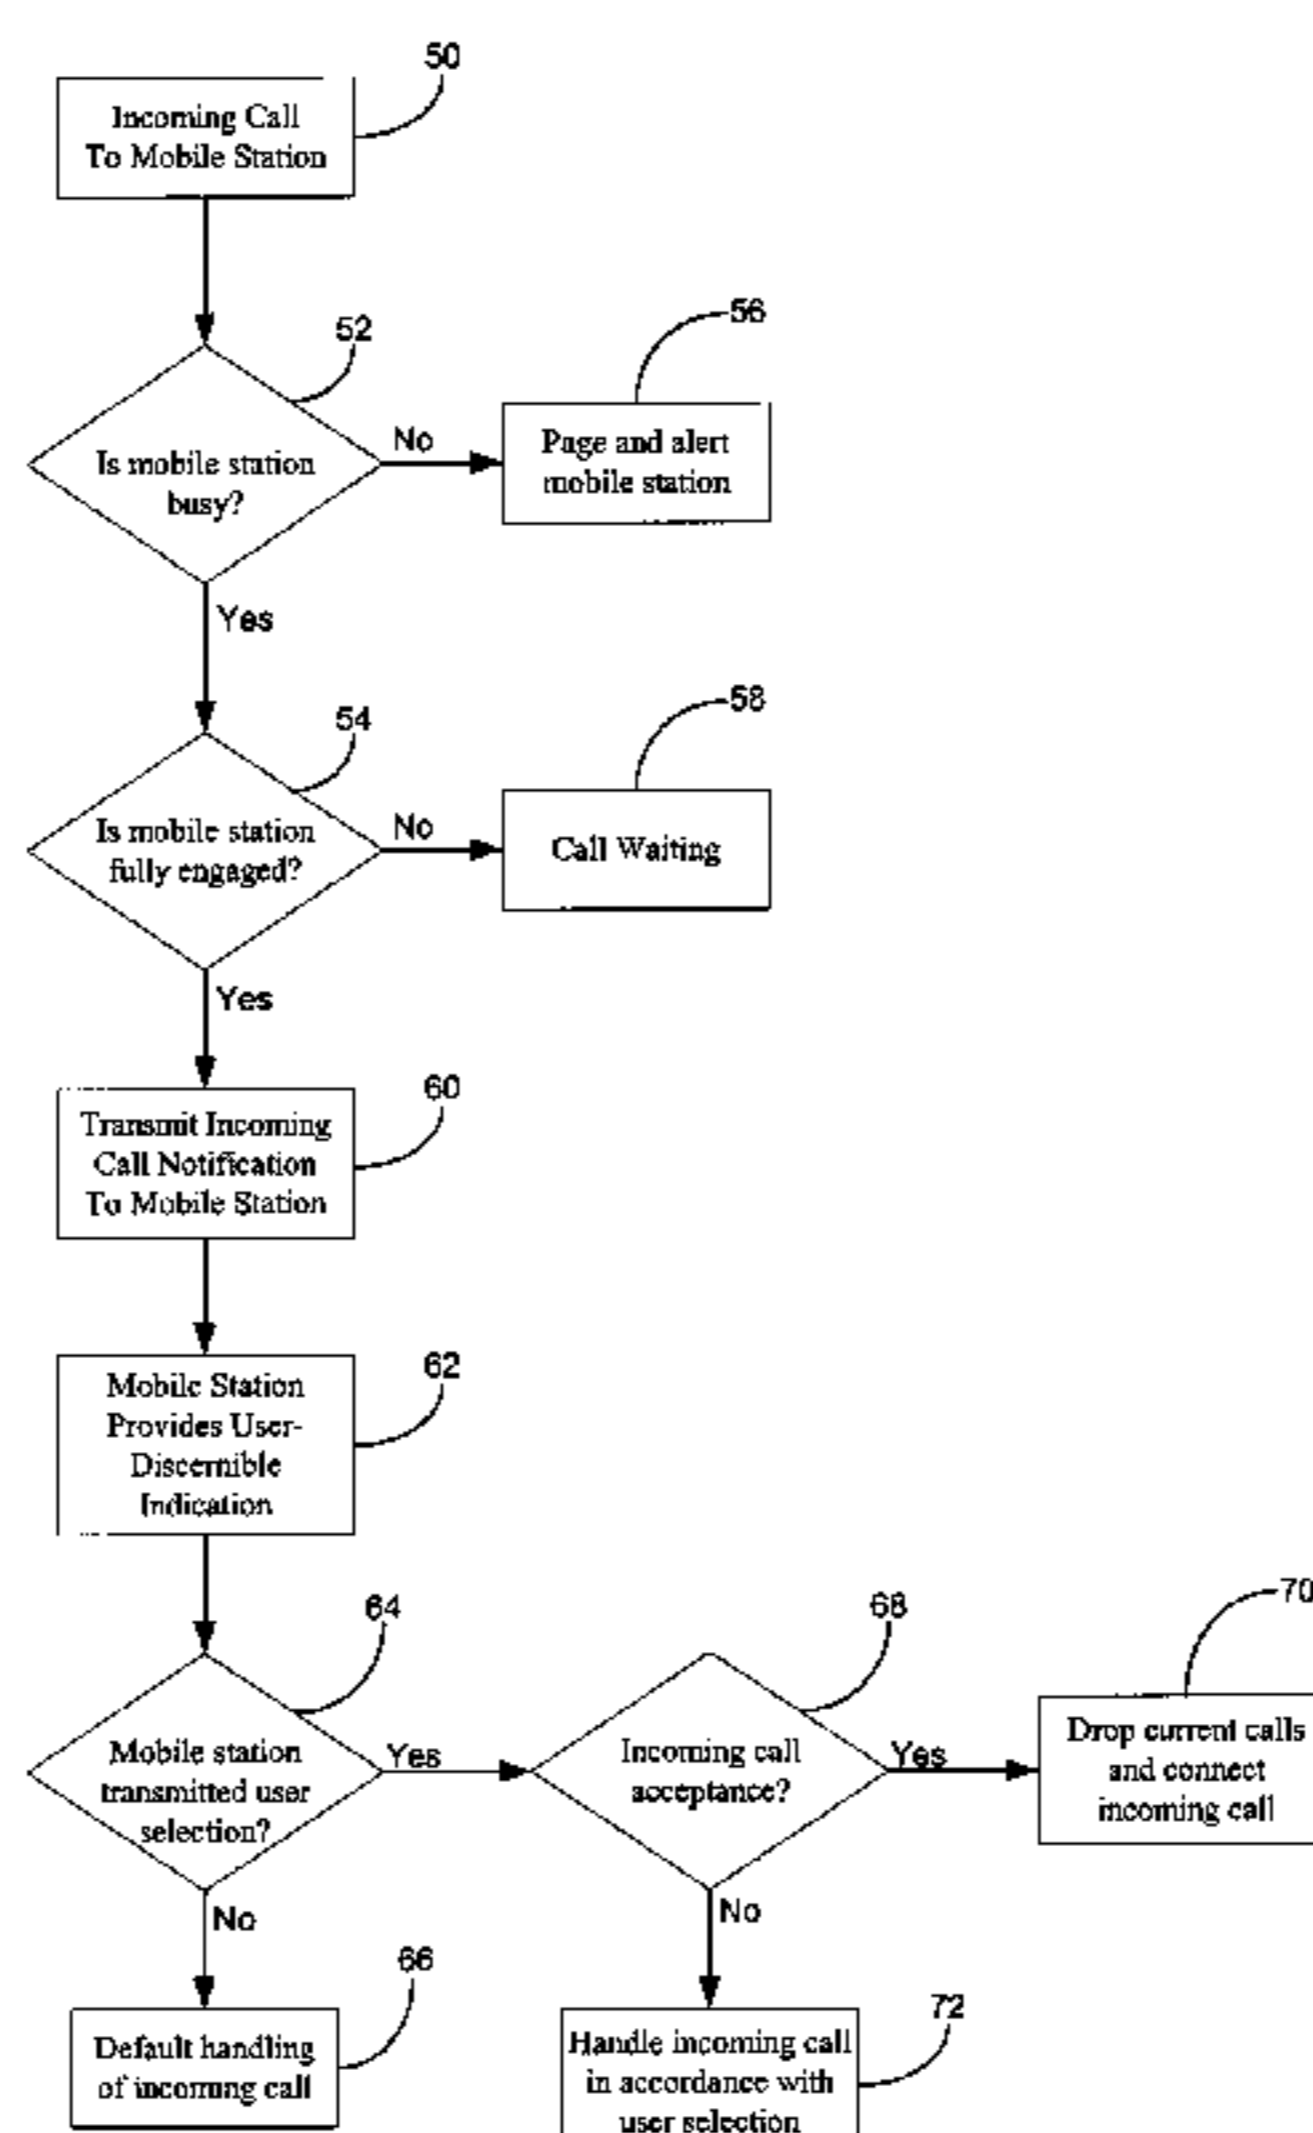 50
Incoming Call
To Mobile Station
52
56
Is mobile station
busy?
No
Page and alert
mobile station
Yes
54
58
Is mobile station
fully engaged?
No
Call Waiting
Yes
60
Transmit Incoming
Call Notification
To Mobile Station
62
Mobile Station
Provides User-
Discernible
Indication
64
68
70
Mobile station
transmitted user
selection?
Yes
Incoming call
acceptance?
Yes
Drop current calls
and connect
incoming call
No
No
66
72
Default handling
of incoming call
Handle incoming call
in accordance with
user selection